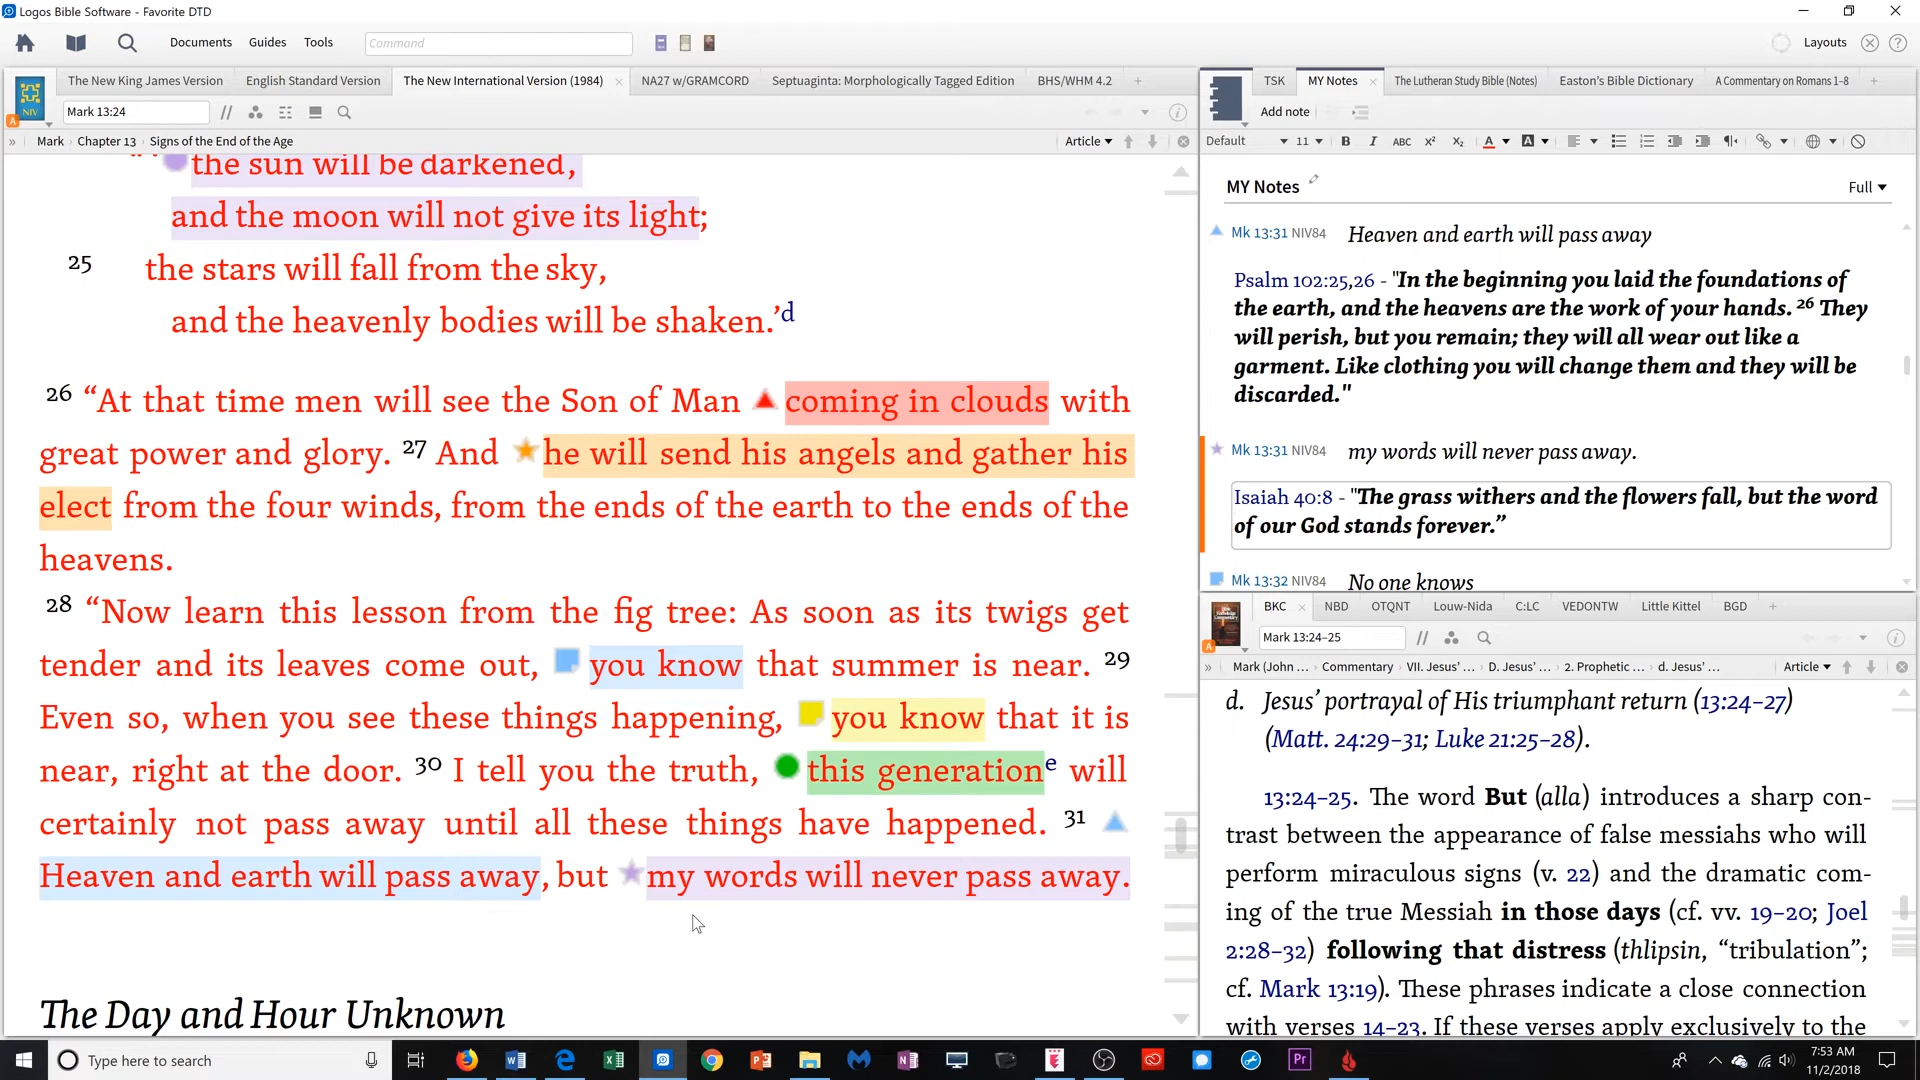 Logos Bible Software - Favorite DTD
Documents Guides Tools Command Layouts
The New King James Version English Standard Version The New International Version (1984) NA27 w/GRAMCORD Septuaginta: Morphologically Tagged Edition BHS/WHM 4.2
NIV
A
Mark 13:24
Mark Chapter 13 Signs of the End of the Age Article
the sun will be darkened,
and the moon will not give its light;
25 the stars will fall from the sky,
and the heavenly bodies will be shaken.’d
26 “At that time men will see the Son of Man coming in clouds with
great power and glory. 27 And he will send his angels and gather his
elect from the four winds, from the ends of the earth to the ends of the
heavens.
28 “Now learn this lesson from the fig tree: As soon as its twigs get
tender and its leaves come out, you know that summer is near. 29
Even so, when you see these things happening, you know that it is
near, right at the door. 30 I tell you the truth, this generatione will
certainly not pass away until all these things have happened. 31
Heaven and earth will pass away, but my words will never pass away.
The Day and Hour Unknown
TSK MY Notes The Lutheran Study Bible (Notes) Easton's Bible Dictionary A Commentary on Romans 1–8
Add note
Default 11 B I ABC X² X₂ A A
MY Notes Full
Mk 13:31 NIV84 Heaven and earth will pass away
Psalm 102:25,26 - "In the beginning you laid the foundations of
the earth, and the heavens are the work of your hands. 26 They
will perish, but you remain; they will all wear out like a
garment. Like clothing you will change them and they will be
discarded."
Mk 13:31 NIV84 my words will never pass away.
Isaiah 40:8 - "The grass withers and the flowers fall, but the word
of our God stands forever.”
Mk 13:32 NIV84 No one knows
BKC NBD OTQNT Louw-Nida C:LC VEDONTW Little Kittel BGD
A
Mark 13:24–25
Mark (John ... Commentary VII. Jesus’ ... D. Jesus’ ... 2. Prophetic ... d. Jesus’ ... Article
d. Jesus’ portrayal of His triumphant return (13:24–27)
(Matt. 24:29–31; Luke 21:25–28).
13:24–25. The word But (alla) introduces a sharp con-
trast between the appearance of false messiahs who will
perform miraculous signs (v. 22) and the dramatic com-
ing of the true Messiah in those days (cf. vv. 19–20; Joel
2:28–32) following that distress (thlipsin, “tribulation”;
cf. Mark 13:19). These phrases indicate a close connection
with verses 14–23. If these verses apply exclusively to the
Type here to search
7:53 AM
11/2/2018